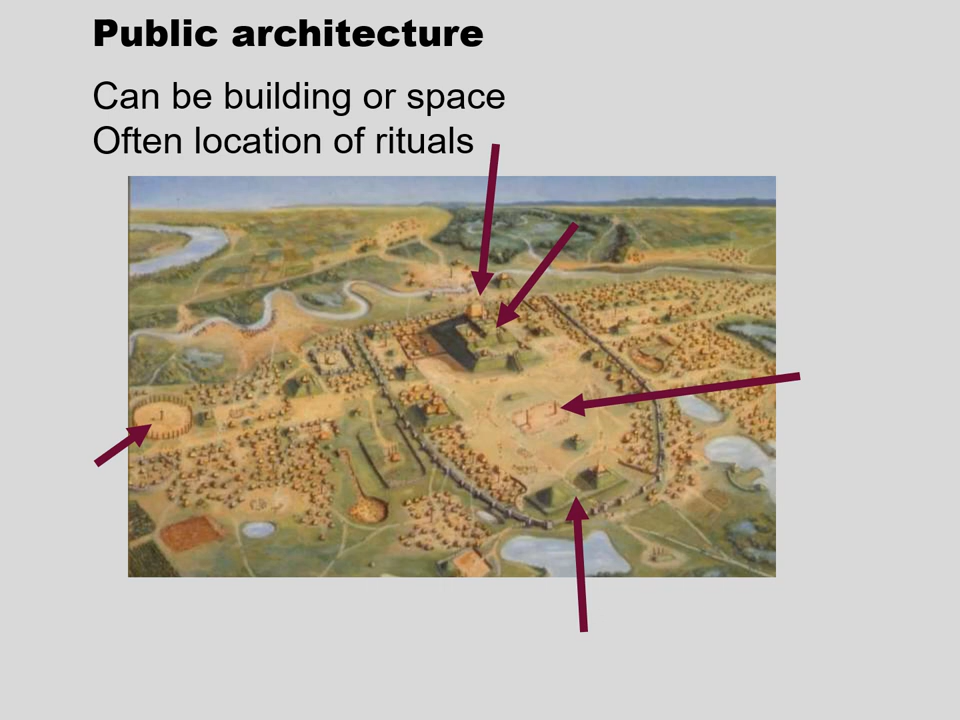 Public architecture
Can be building or space
Often location of rituals